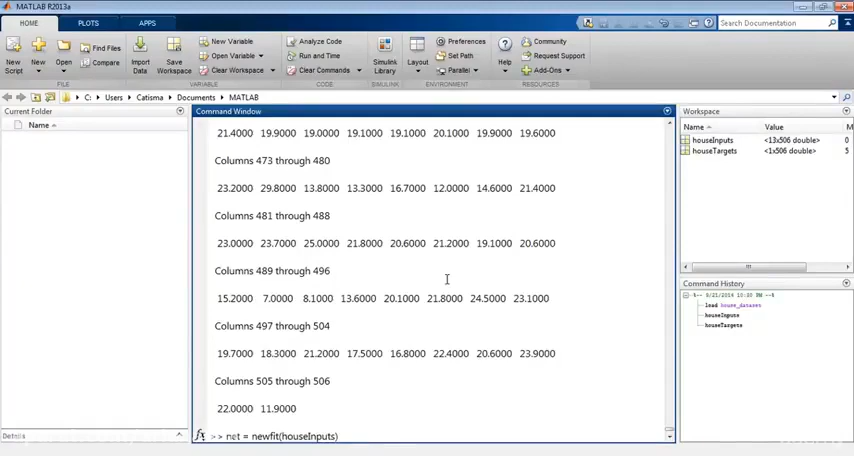 MATLAB R2013a
HOME PLOTS APPS
Search Documentation
New Script New Open Find Files Compare Import Data Save Workspace New Variable Open Variable Clear Workspace Analyze Code Run and Time Clear Commands Simulink Library Layout Preferences Set Path Parallel Help Community Request Support Add-Ons
FILE VARIABLE CODE SIMULINK ENVIRONMENT RESOURCES
C: Users Catisma Documents MATLAB
Current Folder
Name
Details
Command Window
21.4000 19.9000 19.0000 19.1000 19.1000 20.1000 19.9000 19.6000
Columns 473 through 480
23.2000 29.8000 13.8000 13.3000 16.7000 12.0000 14.6000 21.4000
Columns 481 through 488
23.0000 23.7000 25.0000 21.8000 20.6000 21.2000 19.1000 20.6000
Columns 489 through 496
15.2000 7.0000 8.1000 13.6000 20.1000 21.8000 24.5000 23.1000
Columns 497 through 504
19.7000 18.3000 21.2000 17.5000 16.8000 22.4000 20.6000 23.9000
Columns 505 through 506
22.0000 11.9000
fx >> net = newfit(houseInputs)
Workspace
Name Value M
houseInputs <13x506 double> 0
houseTargets <1x506 double> 5
Command History
%-- 9/21/2014 10:30 PM --%
load house_dataset
houseInputs
houseTargets